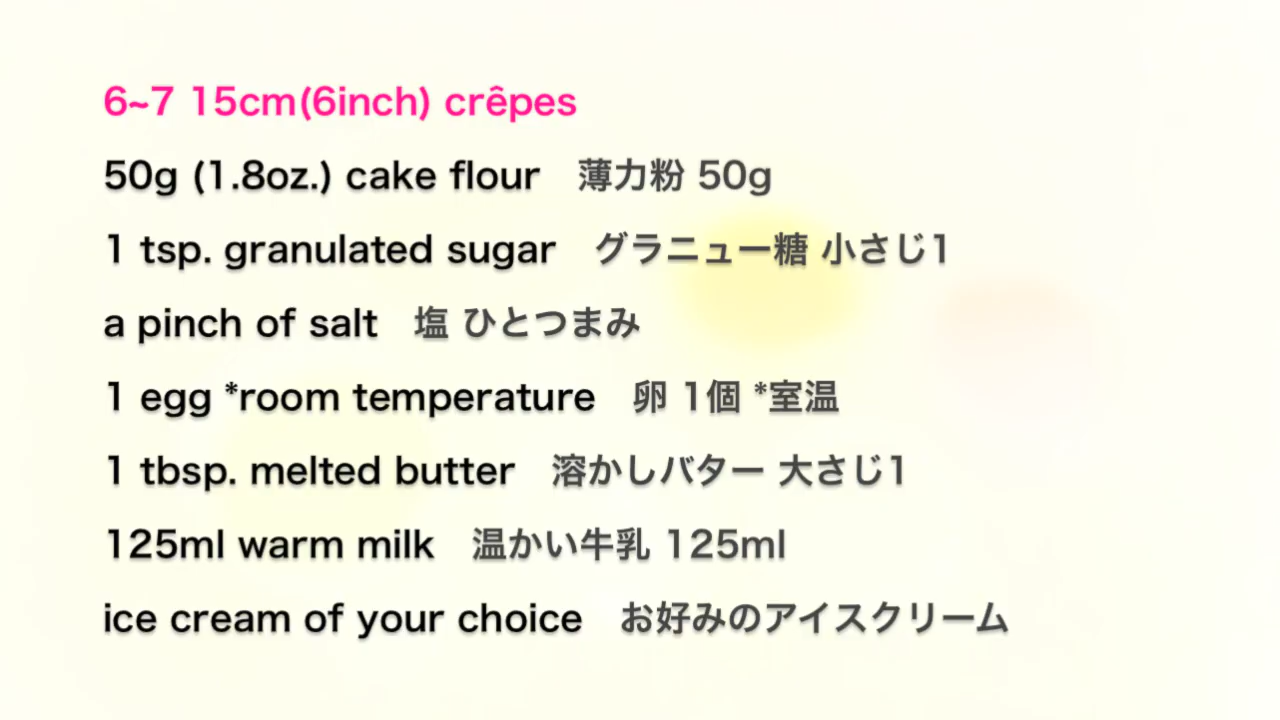 6~7 15cm(6inch) crêpes
50g (1.8oz.) cake flour　薄力粉 50g
1 tsp. granulated sugar　グラニュー糖 小さじ1
a pinch of salt　塩 ひとつまみ
1 egg *room temperature　卵 1個 *室温
1 tbsp. melted butter　溶かしバター 大さじ1
125ml warm milk　温かい牛乳 125ml
ice cream of your choice　お好みのアイスクリーム